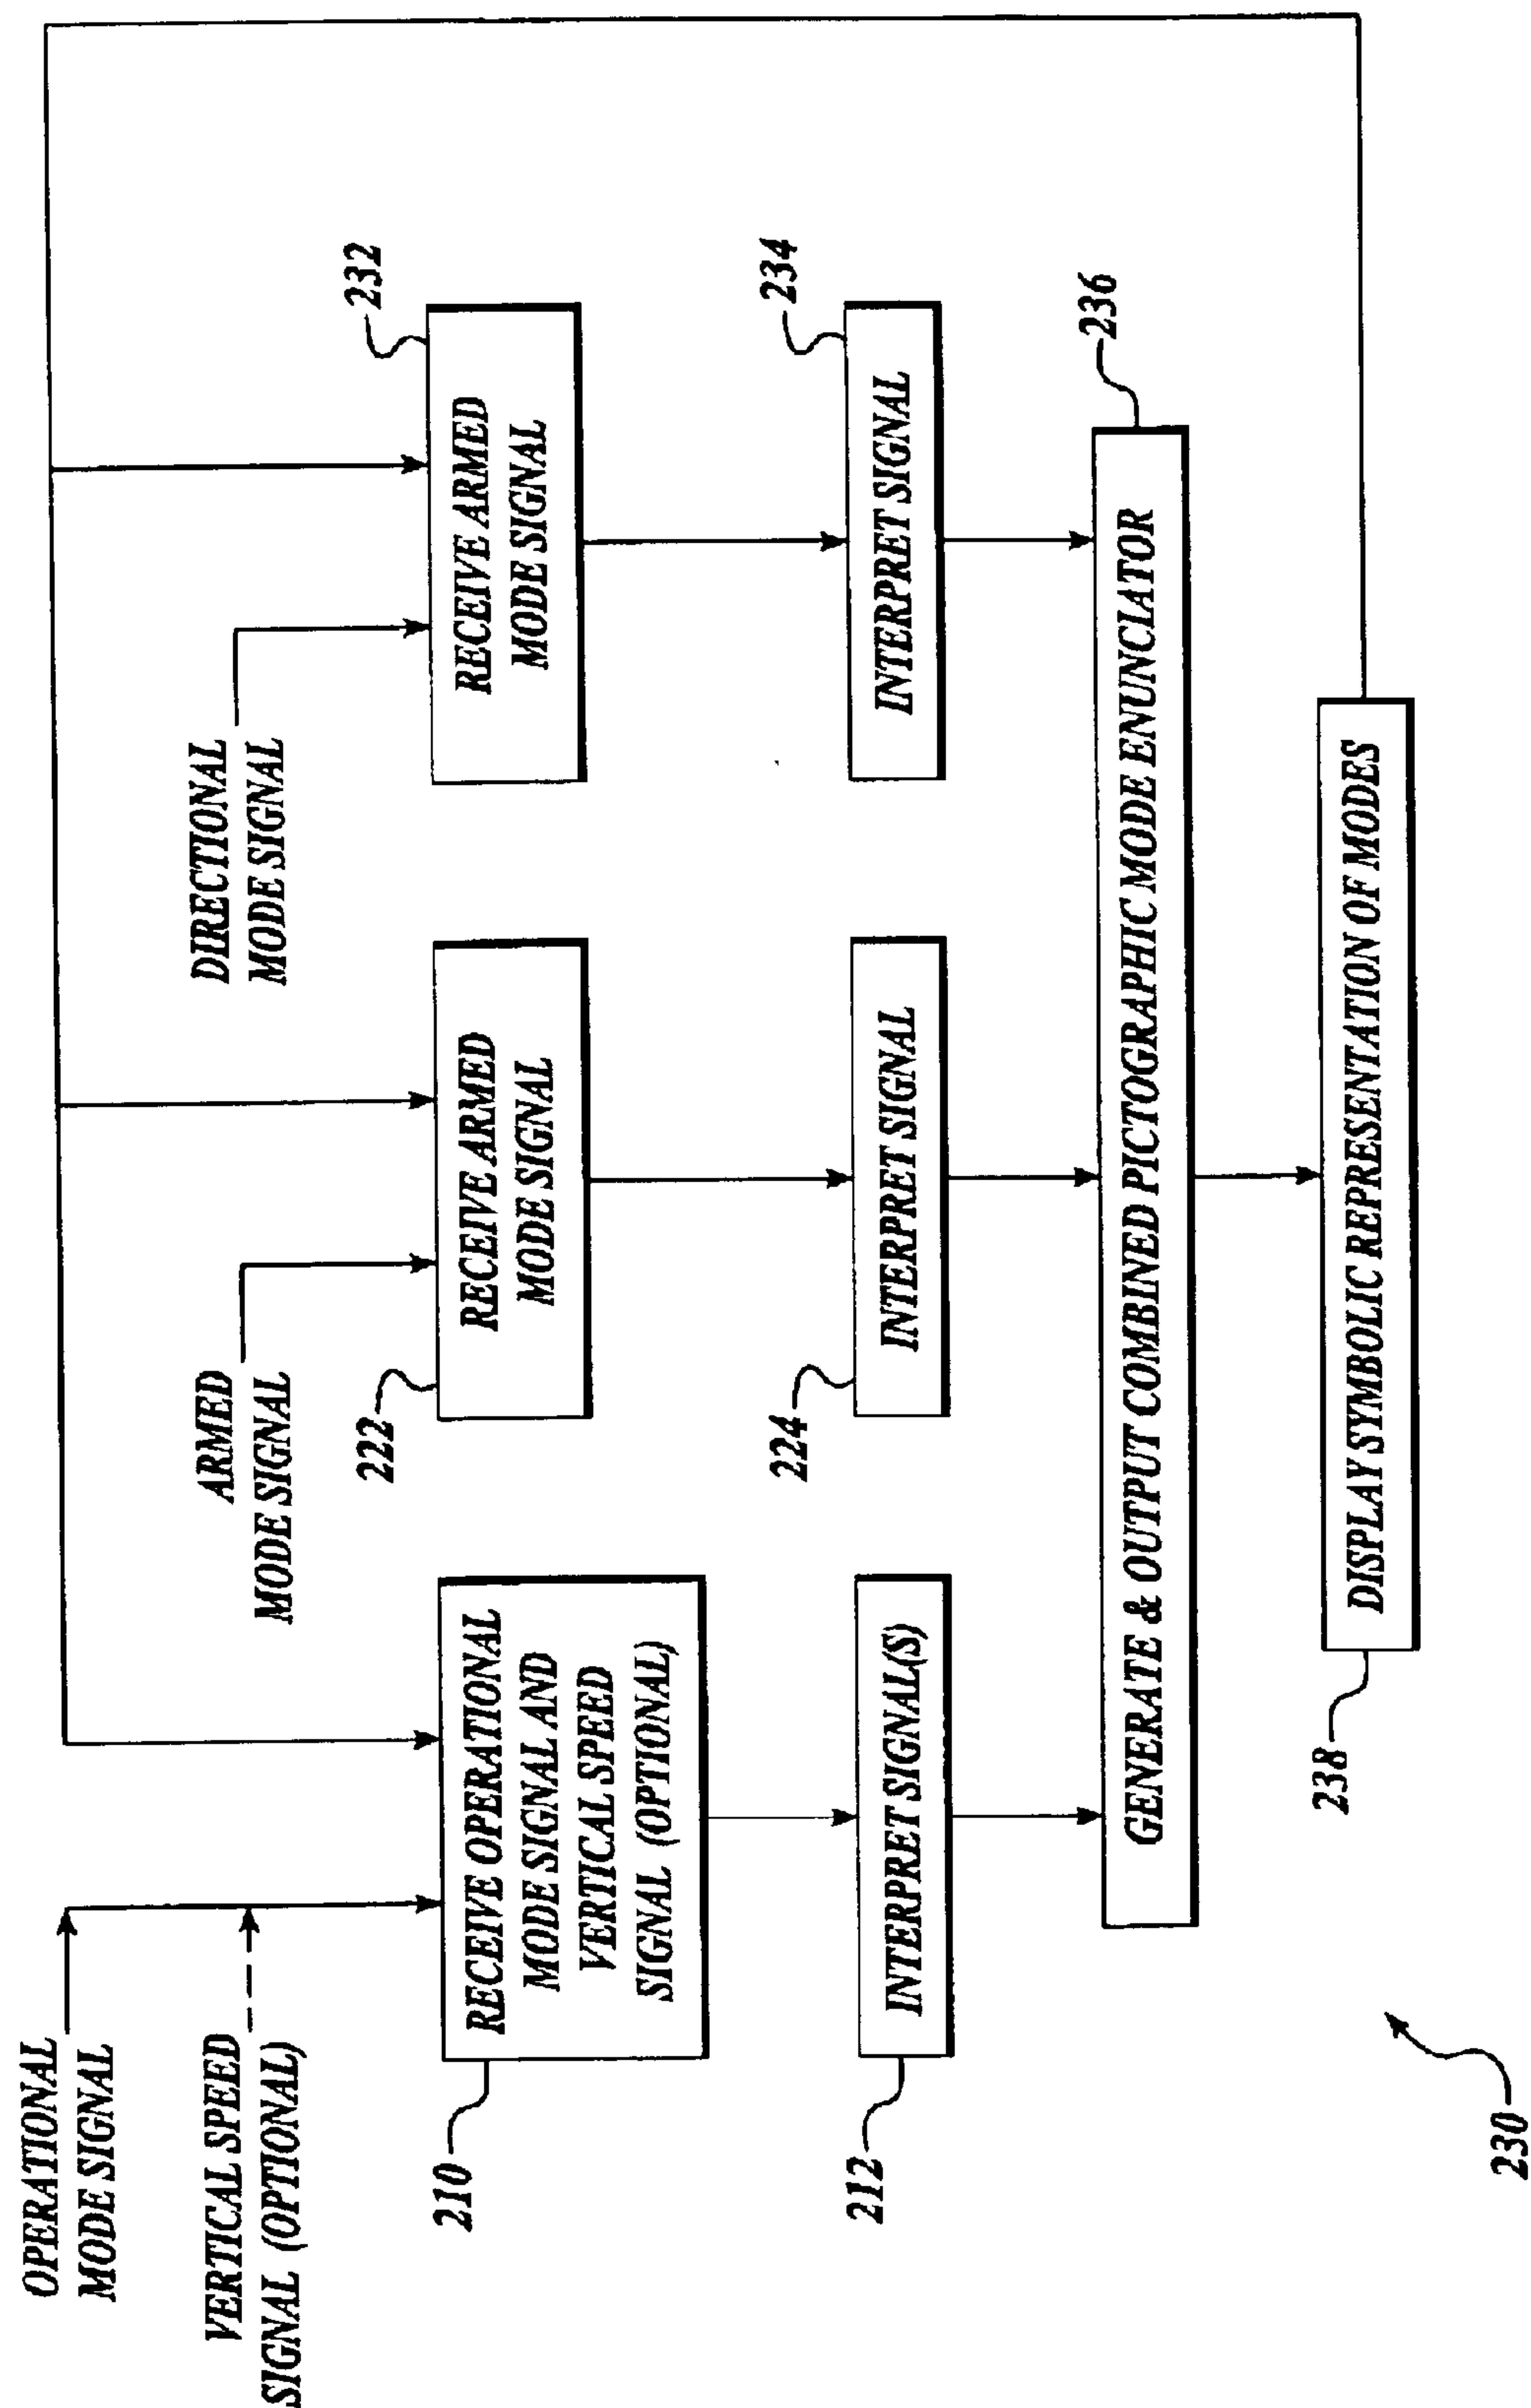 OPERATIONAL
MODE SIGNAL
VERTICAL SPEED
SIGNAL (OPTIONAL)
ARMED
MODE SIGNAL
DIRECTIONAL
MODE SIGNAL
210
RECEIVE OPERATIONAL
MODE SIGNAL AND
VERTICAL SPEED
SIGNAL (OPTIONAL)
222
RECEIVE ARMED
MODE SIGNAL
232
RECEIVE ARMED
MODE SIGNAL
212
INTERPRET SIGNAL(S)
224
INTERPRET SIGNAL
234
INTERPRET SIGNAL
236
GENERATE & OUTPUT COMBINED PICTOGRAPHIC MODE ENUNCLATOR
238
DISPLAY SYMBOLIC REPRESENTATION OF MODES
230